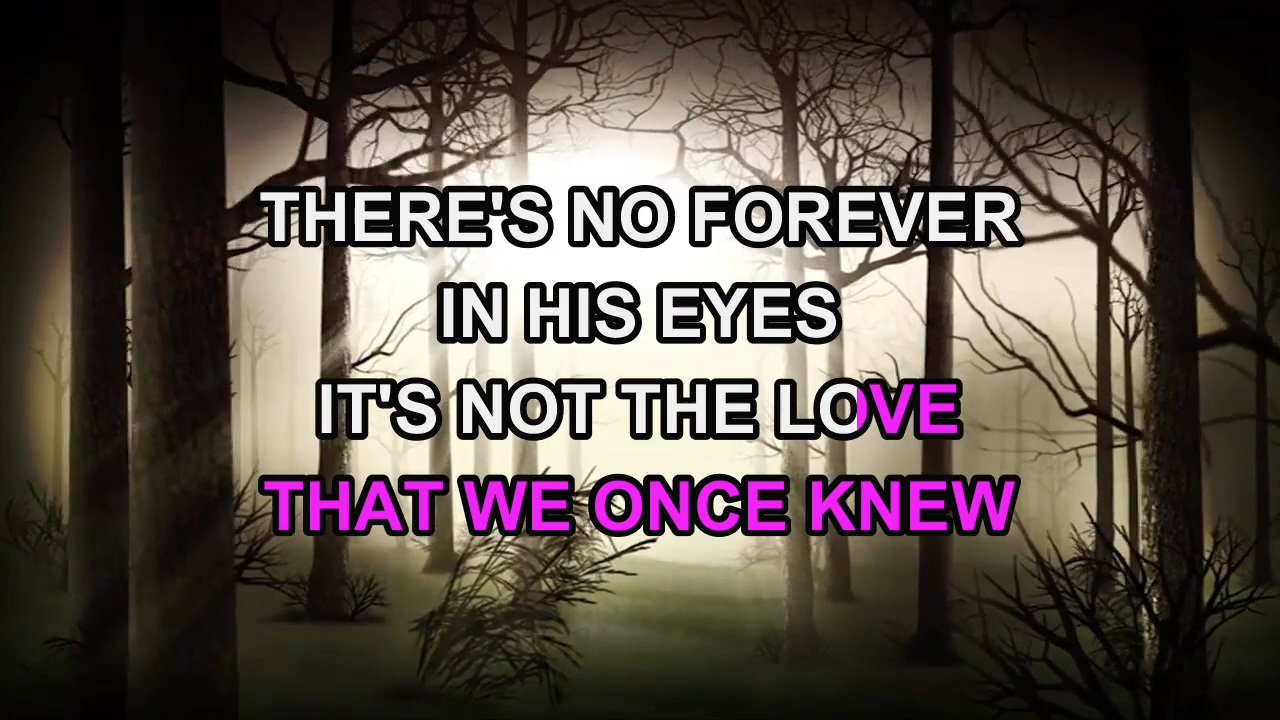 THERE'S NO FOREVER
IN HIS EYES
IT'S NOT THE LOVE
THAT WE ONCE KNEW